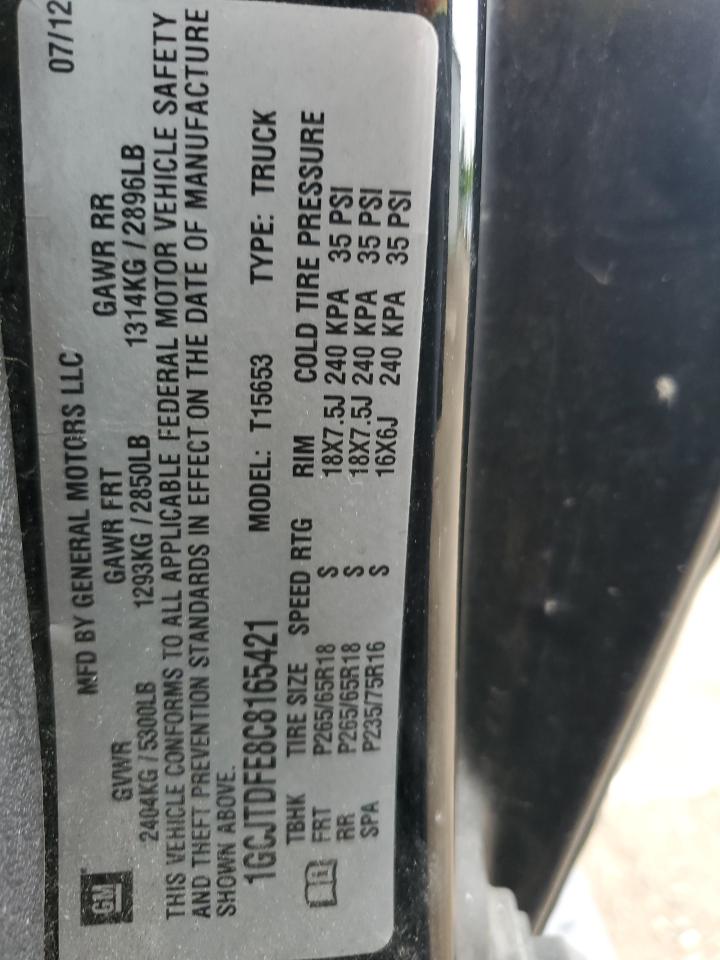 GM MFD BY GENERAL MOTORS LLC 07/12
GVWR GAWR FRT GAWR RR
2404KG / 5300LB 1293KG / 2850LB 1314KG / 2896LB
THIS VEHICLE CONFORMS TO ALL APPLICABLE FEDERAL MOTOR VEHICLE SAFETY
AND THEFT PREVENTION STANDARDS IN EFFECT ON THE DATE OF MANUFACTURE
SHOWN ABOVE.
1GCJTDFE8C8165421 MODEL: T15653 TYPE: TRUCK
TBHK TIRE SIZE SPEED RTG RIM COLD TIRE PRESSURE
FRT P265/65R18 S 18X7.5J 240 KPA 35 PSI
RR P265/65R18 S 18X7.5J 240 KPA 35 PSI
SPA P235/75R16 S 16X6J 240 KPA 35 PSI